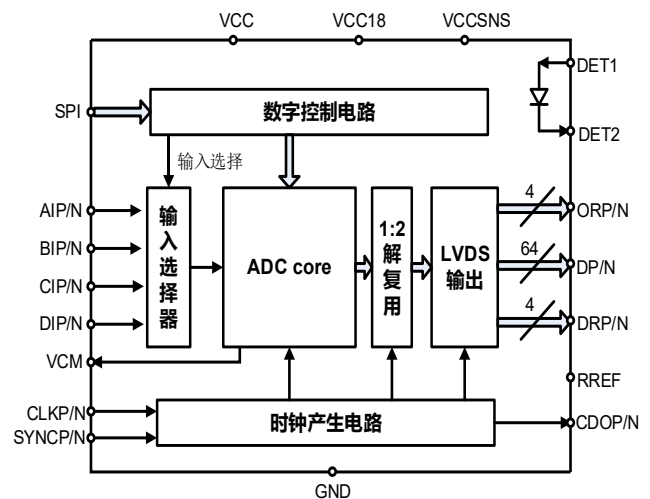 VCC VCC18 VCCSNS
DET1
SPI
数字控制电路
DET2
输入选择
AIP/N
BIP/N
CIP/N
DIP/N
输入选择器
ADC core
1:2
解复用
LVDS
输出
4
ORP/N
64
DP/N
4
DRP/N
VCM
RREF
CLKP/N
SYNCP/N
时钟产生电路
CDOP/N
GND